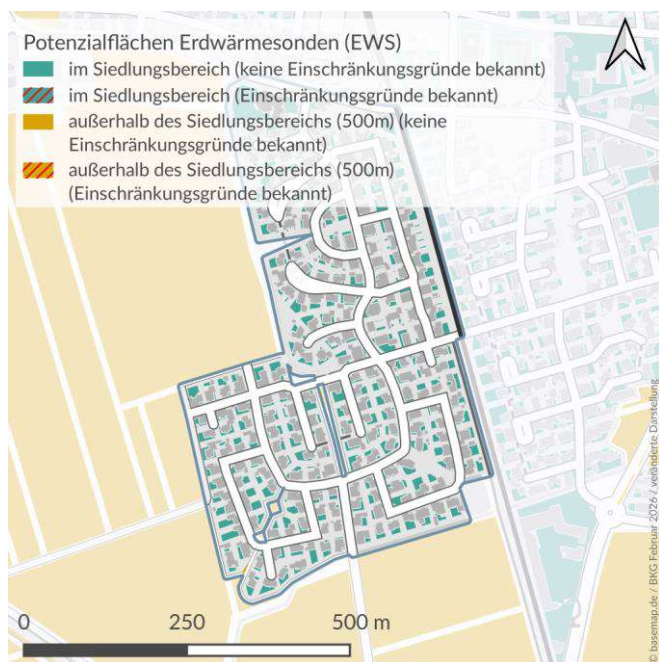 Potenzialflächen Erdwärmesonden (EWS)
im Siedlungsbereich (keine Einschränkungsgründe bekannt)
im Siedlungsbereich (Einschränkungsgründe bekannt)
außerhalb des Siedlungsbereichs (500m) (keine
Einschränkungsgründe bekannt)
außerhalb des Siedlungsbereichs (500m)
(Einschränkungsgründe bekannt)
0 250 500 m
© basemap.de / BKG Februar 2026 / veränderte Darstellung